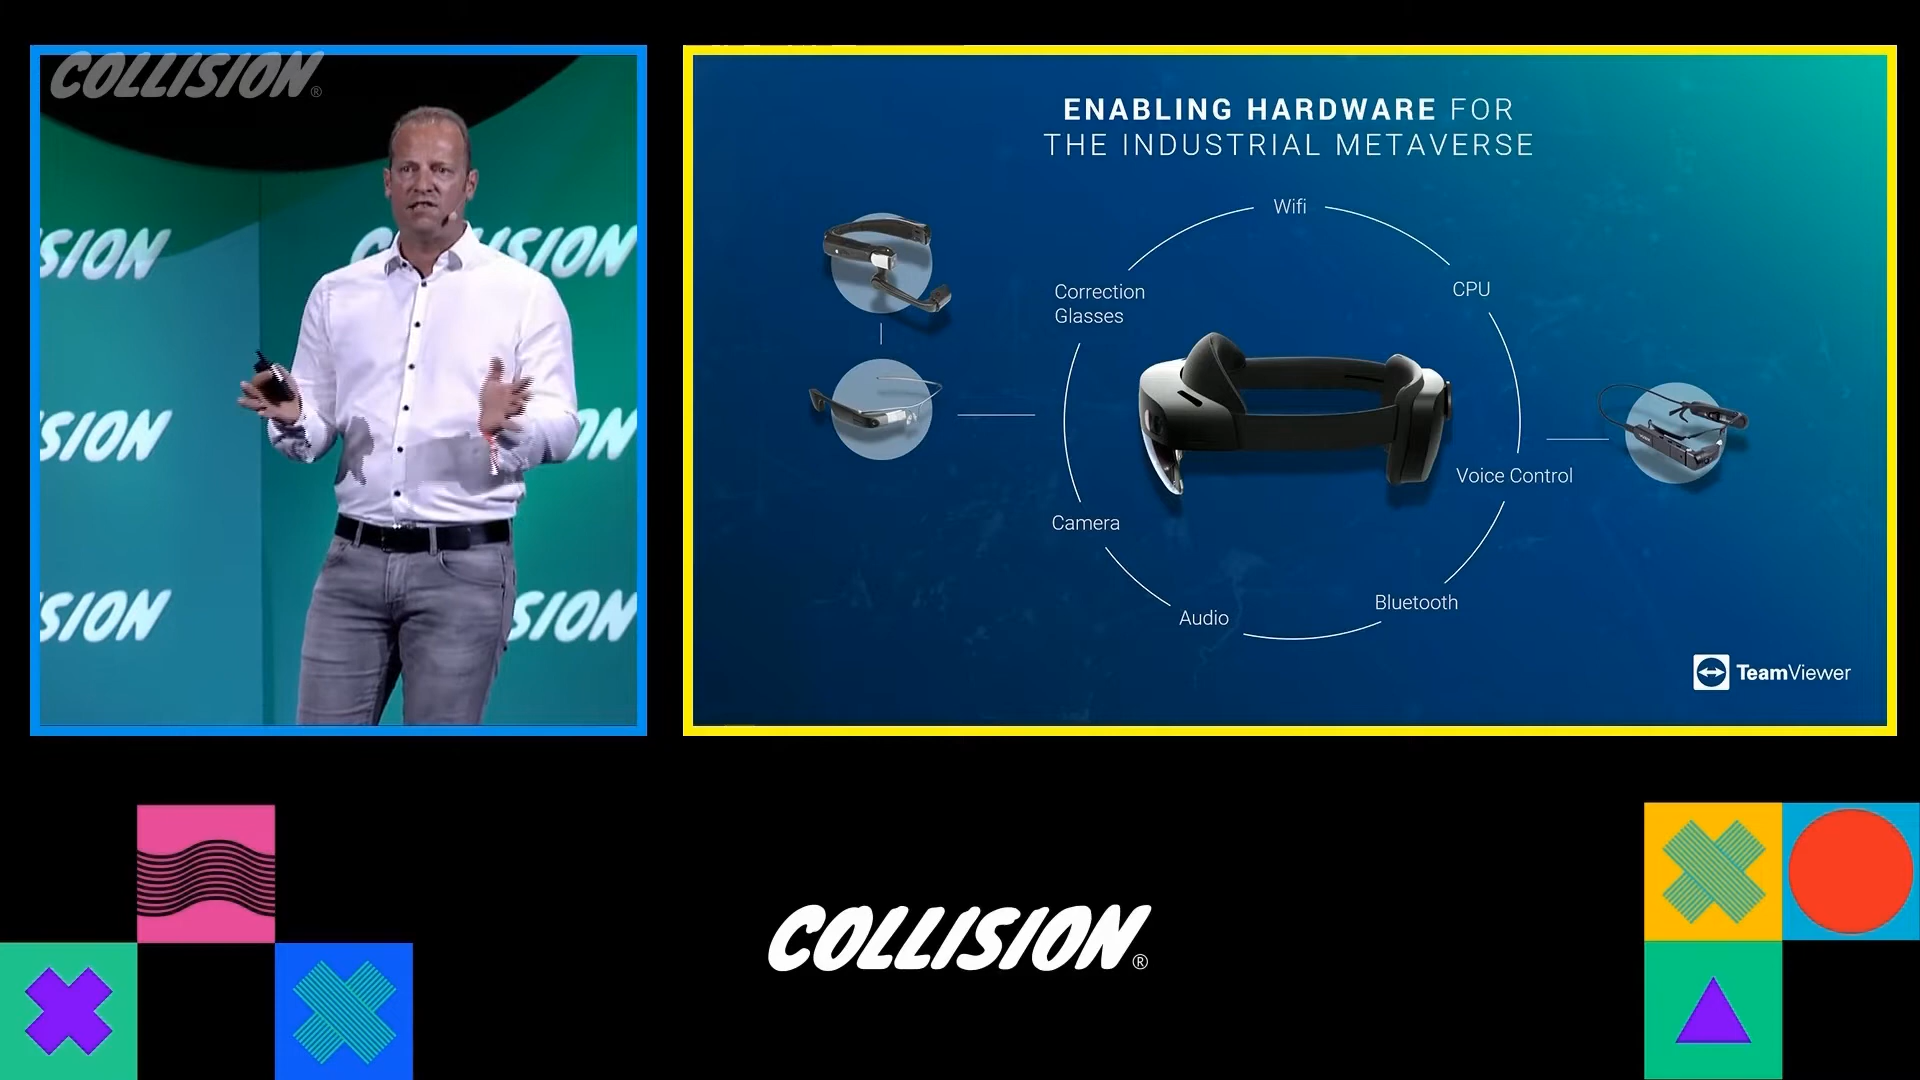 COLLISION®
SION
COLLISION
SION
ON
SION
SION
ENABLING HARDWARE FOR
THE INDUSTRIAL METAVERSE
Wifi
CPU
Correction
Glasses
Voice Control
Camera
Bluetooth
Audio
TeamViewer
COLLISION®